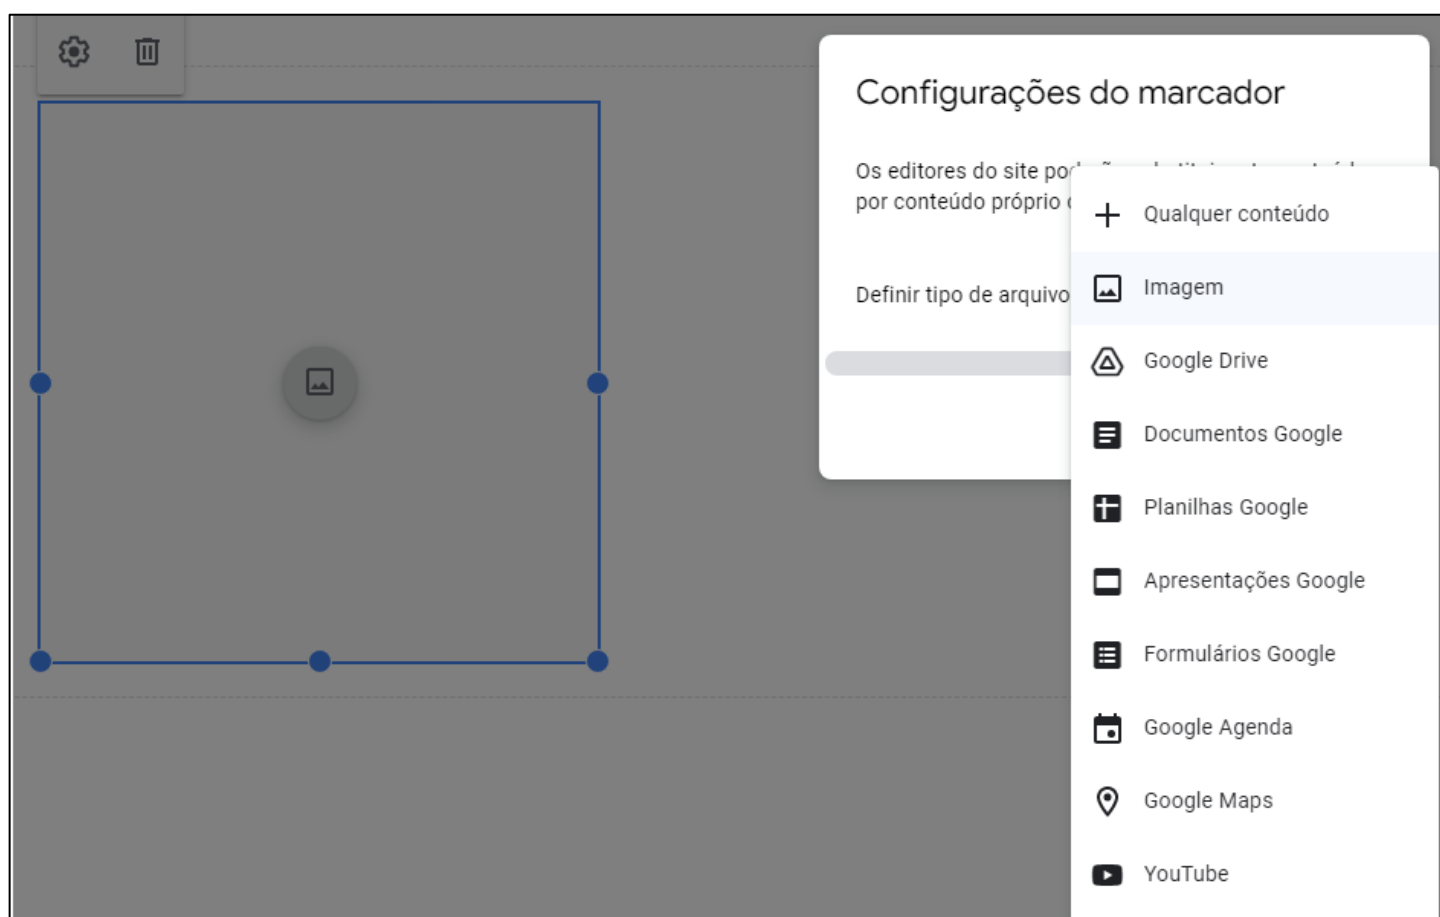 Configurações do marcador
Os editores do site
por conteúdo próprio
Definir tipo de arquivo
Qualquer conteúdo
Imagem
Google Drive
Documentos Google
Planilhas Google
Apresentações Google
Formulários Google
Google Agenda
Google Maps
YouTube